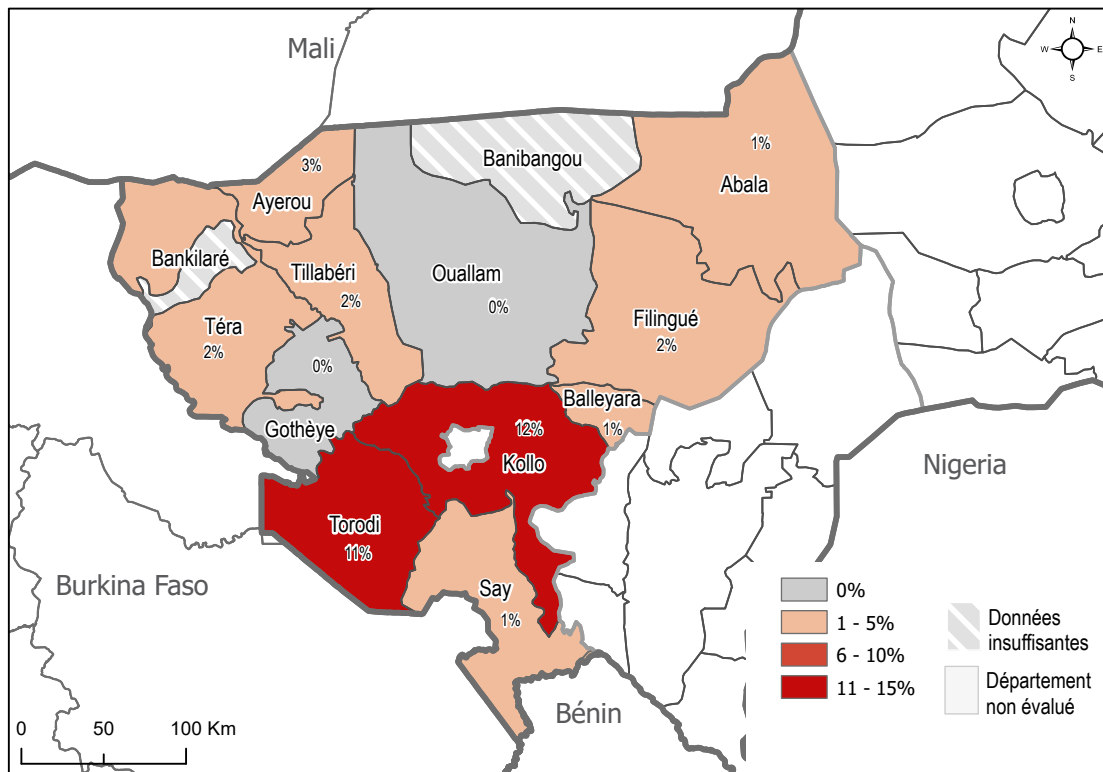 N
W E
S
Mali
Banibangou
1%
Abala
3%
Ayerou
Bankilaré
Tillabéri
2%
Ouallam
0%
Téra
2%
Filingué
2%
0%
Gothèye
Balleyara
1%
12%
Kollo
Nigeria
Torodi
11%
Burkina Faso
Say
1%
Bénin
0%
1 - 5%
6 - 10%
11 - 15%
Données
insuffisantes
Département
non évalué
0 50 100 Km